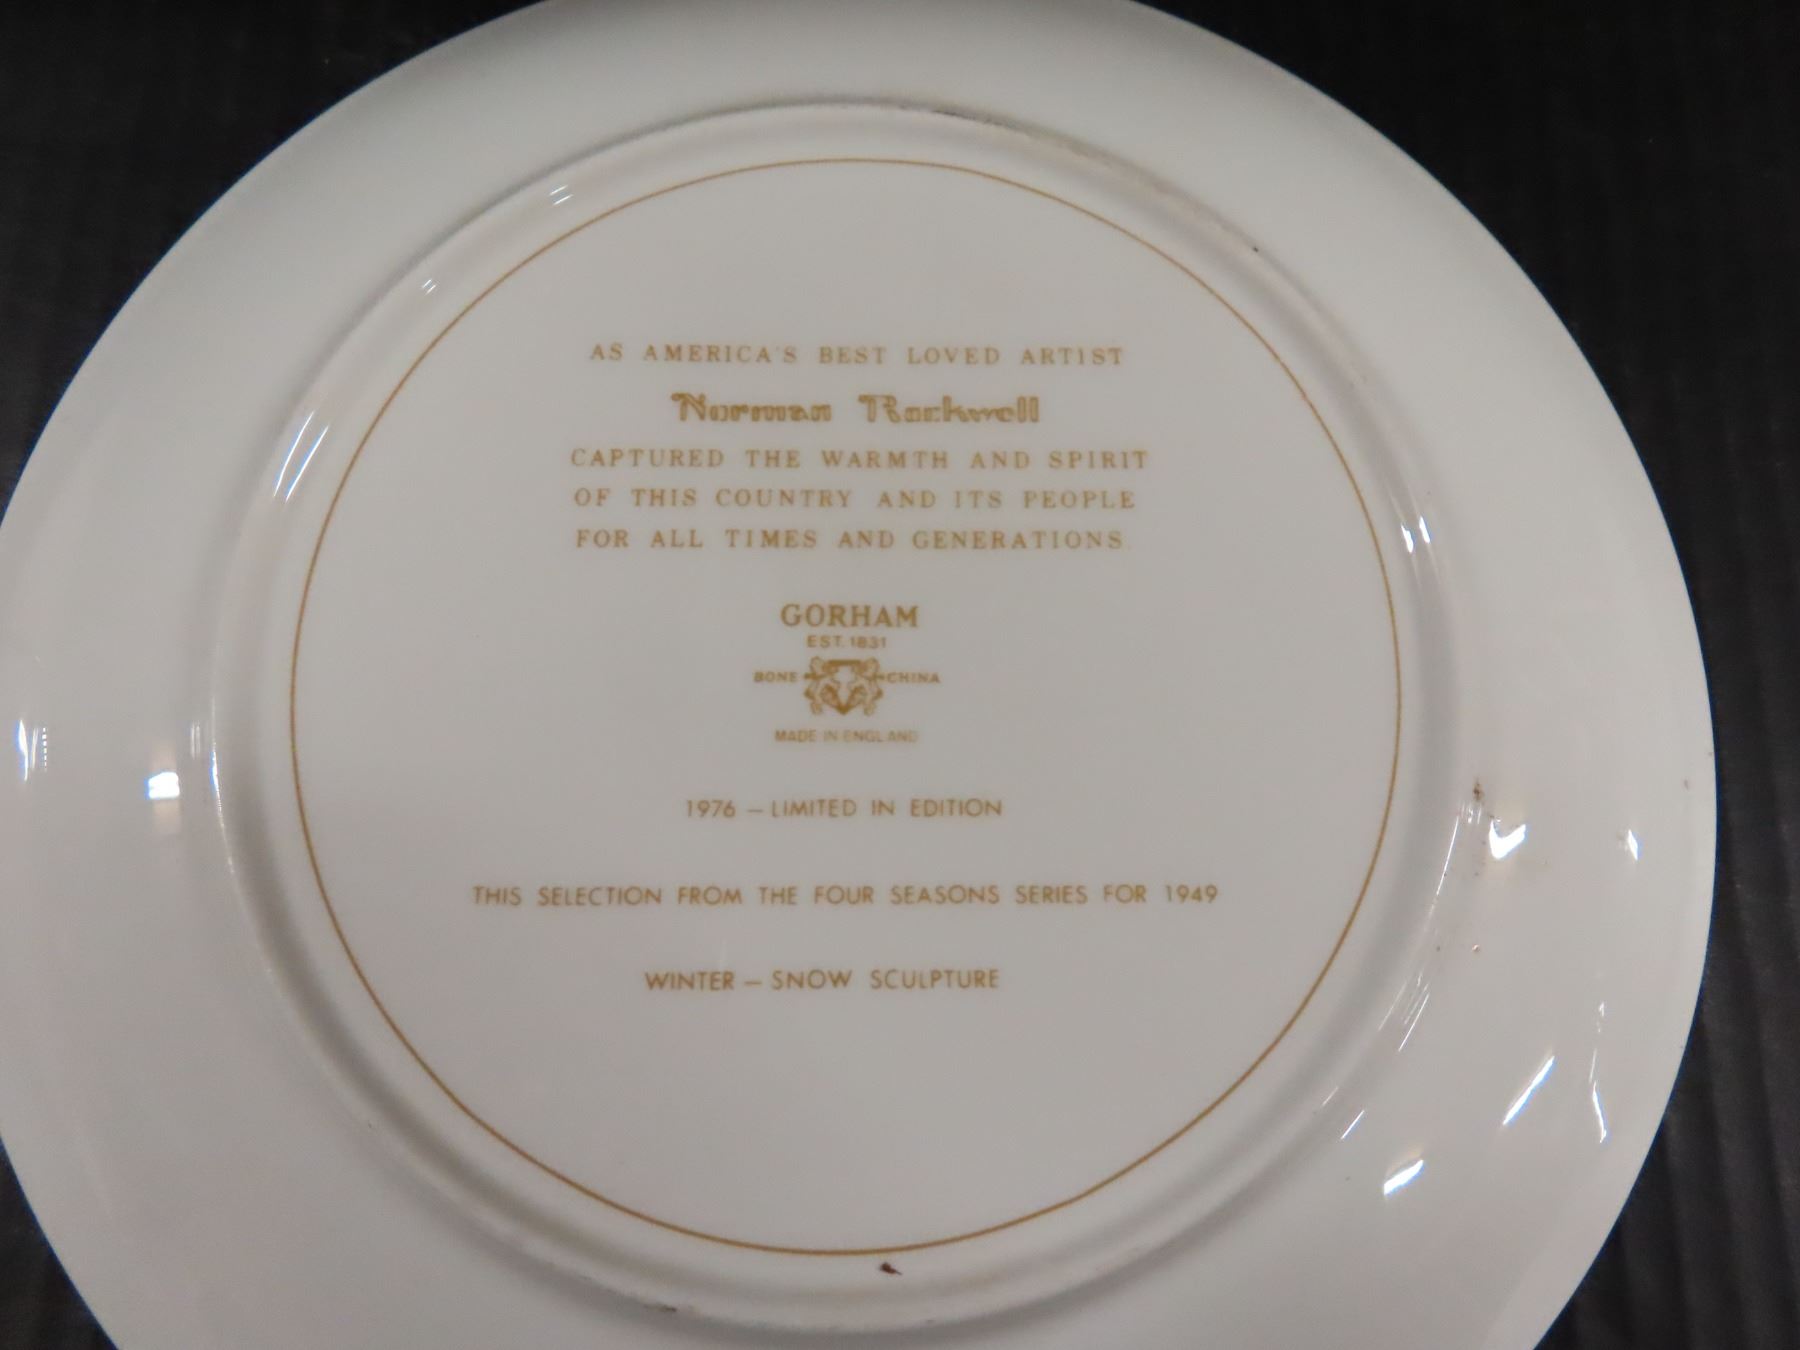 AS AMERICA'S BEST LOVED ARTIST
Norman Rockwell
CAPTURED THE WARMTH AND SPIRIT
OF THIS COUNTRY AND ITS PEOPLE
FOR ALL TIMES AND GENERATIONS.
GORHAM
EST. 1831
BONE CHINA
MADE IN ENGLAND
1976 – LIMITED IN EDITION
THIS SELECTION FROM THE FOUR SEASONS SERIES FOR 1949
WINTER – SNOW SCULPTURE